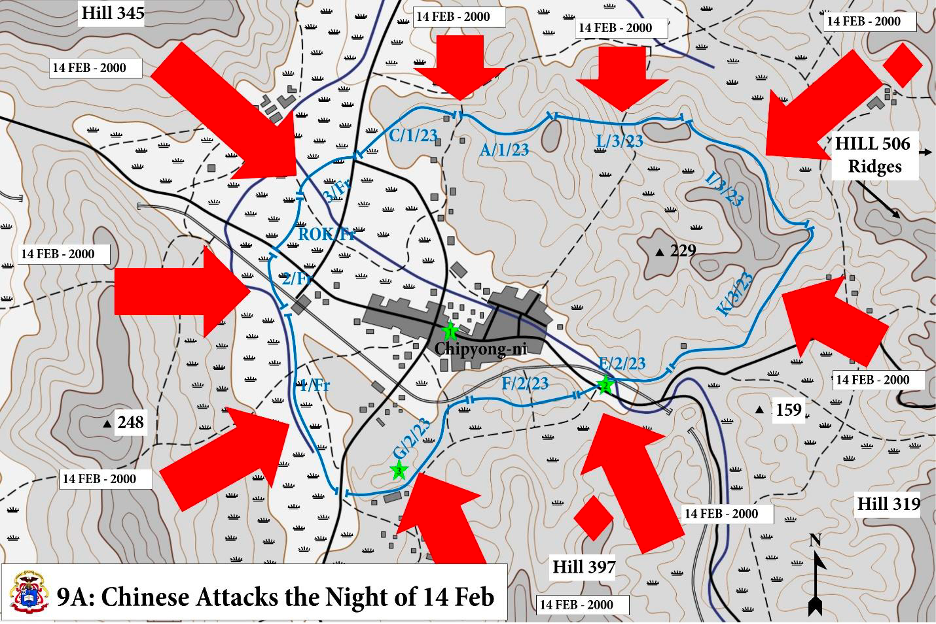 Hill 345
14 FEB - 2000
14 FEB - 2000
14 FEB - 2000
14 FEB - 2000
C/1/23
A/1/23
L/3/23
HILL 506
Ridges
I/3/23
3/Fr
ROK/Fr
14 FEB - 2000
229
2/Fr
K/3/23
1
Chipyong-ni
E/2/23
2
F/2/23
14 FEB - 2000
1/Fr
159
248
G/2/23
3
14 FEB - 2000
14 FEB - 2000
Hill 319
N
Hill 397
9A: Chinese Attacks the Night of 14 Feb
14 FEB - 2000